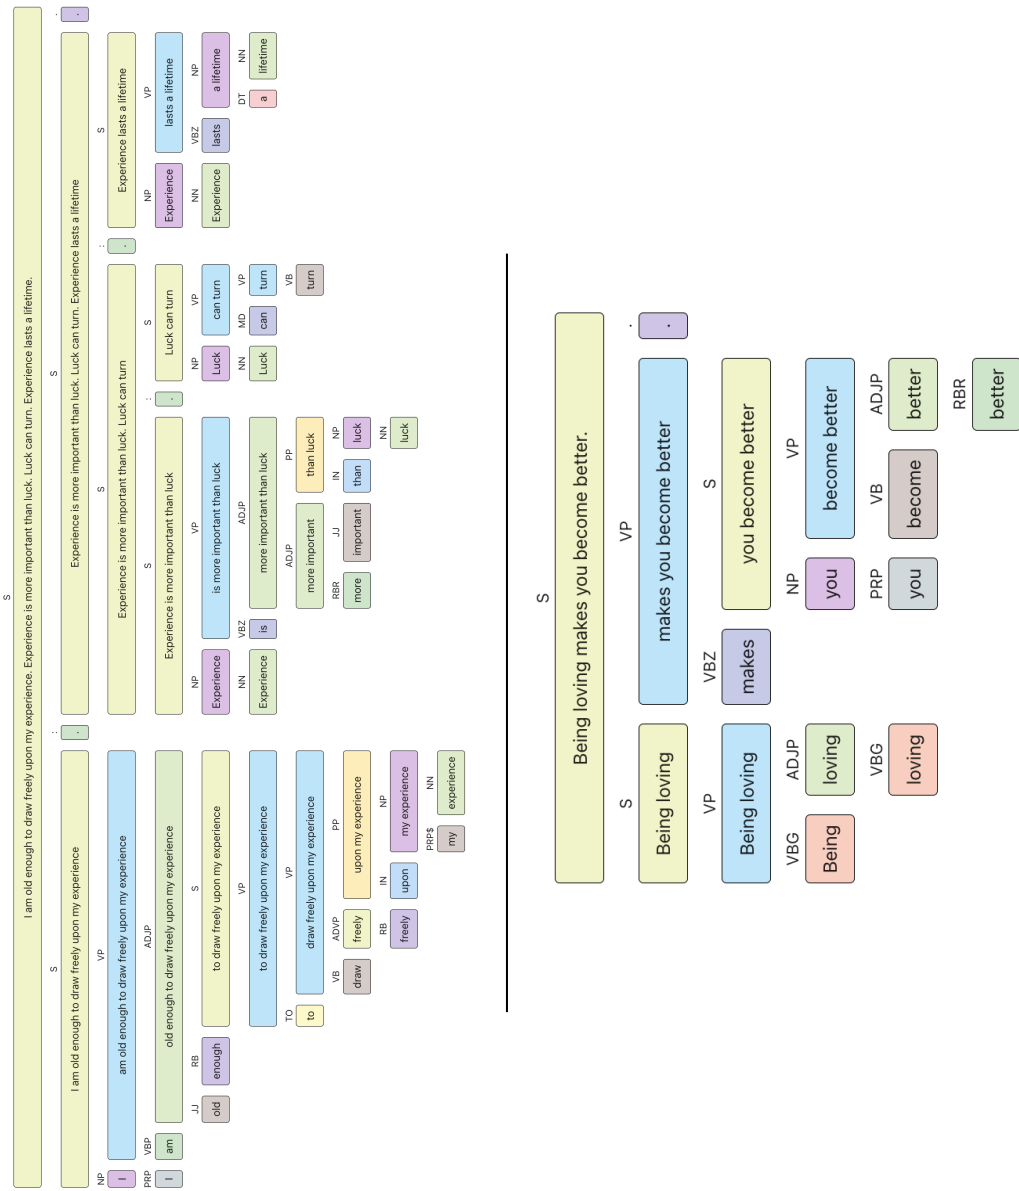 S
I am old enough to draw freely upon my experience. Experience is more important than luck. Luck can turn. Experience lasts a lifetime.
S : S .
I am old enough to draw freely upon my experience . Experience is more important than luck. Luck can turn. Experience lasts a lifetime .
NP VP S : S
I am old enough to draw freely upon my experience Experience is more important than luck. Luck can turn . Experience lasts a lifetime
PRP VBP ADJP S : S NP VP
I am old enough to draw freely upon my experience Experience is more important than luck . Luck can turn Experience lasts a lifetime
JJ RB S NP VP NP VP NN VBZ NP
old enough to draw freely upon my experience Experience is more important than luck Luck can turn Experience lasts a lifetime
VP NN VBZ ADJP NN MD VP DT NN
to draw freely upon my experience Experience is more important than luck Luck can turn a lifetime
TO VP ADJP PP VB
to draw freely upon my experience more important than luck turn
VB ADVP PP RBR JJ IN NP
draw freely upon my experience more important than luck
RB IN NP NN
freely upon my experience luck
PRP$ NN
my experience
S
Being loving makes you become better.
S VP .
Being loving makes you become better .
VP VBZ S
Being loving makes you become better
VBG ADJP NP VP
Being loving you become better
VBG PRP VB ADJP
loving you become better
RBR
better